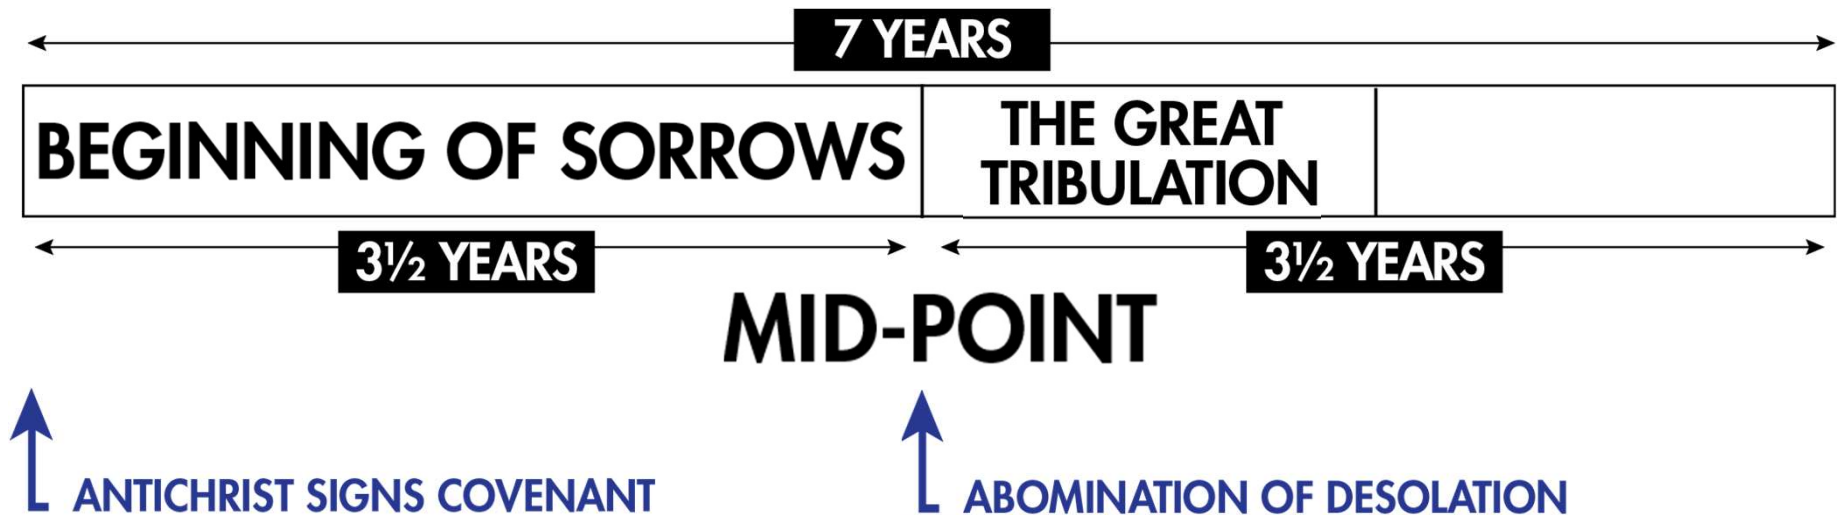 7 YEARS
BEGINNING OF SORROWS
THE GREAT
TRIBULATION
3½ YEARS
3½ YEARS
MID-POINT
ANTICHRIST SIGNS COVENANT
ABOMINATION OF DESOLATION